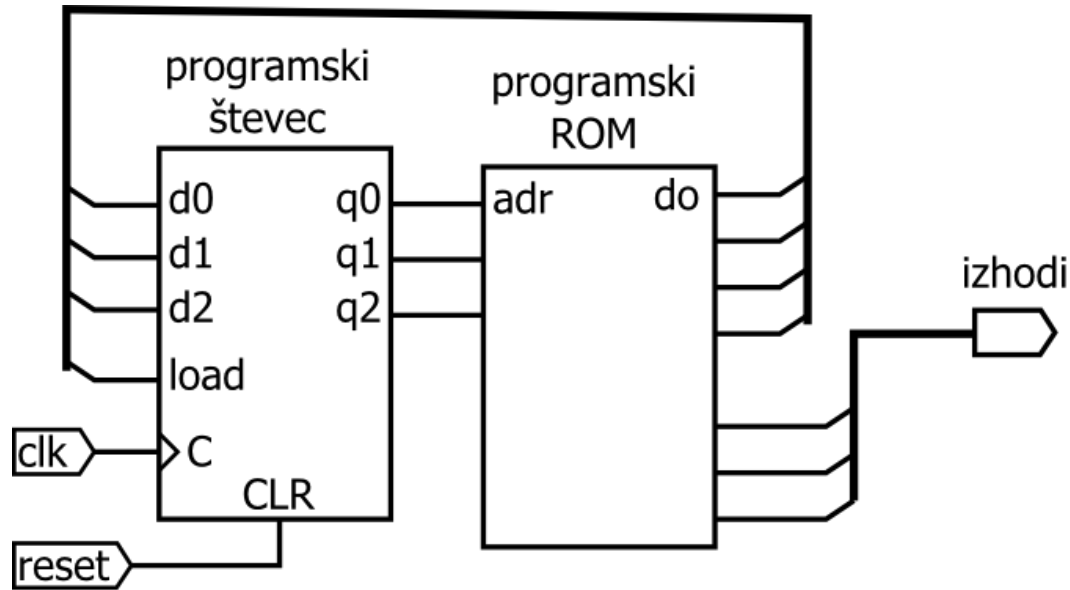 programski
števec
programski
ROM
d0
q0
adr
do
d1
q1
d2
q2
load
izhodi
clk
C
CLR
reset